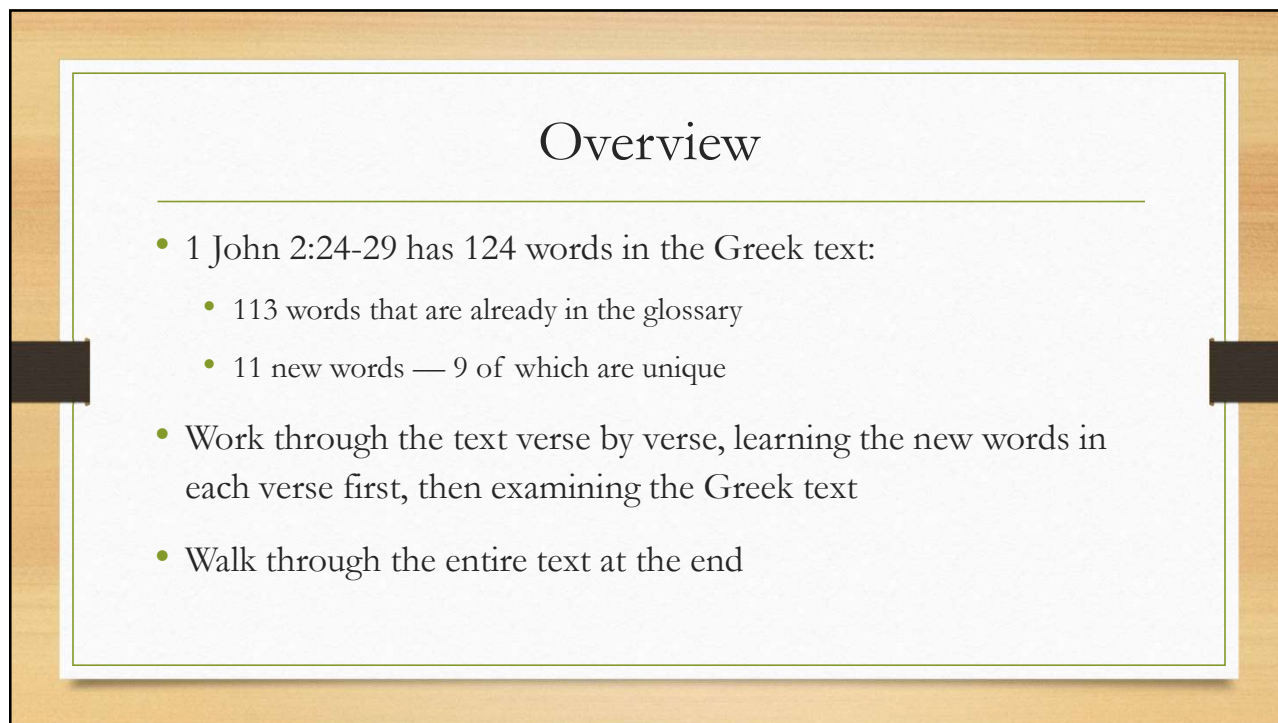 Overview
• 1 John 2:24-29 has 124 words in the Greek text:
• 113 words that are already in the glossary
• 11 new words — 9 of which are unique
• Work through the text verse by verse, learning the new words in
each verse first, then examining the Greek text
• Walk through the entire text at the end